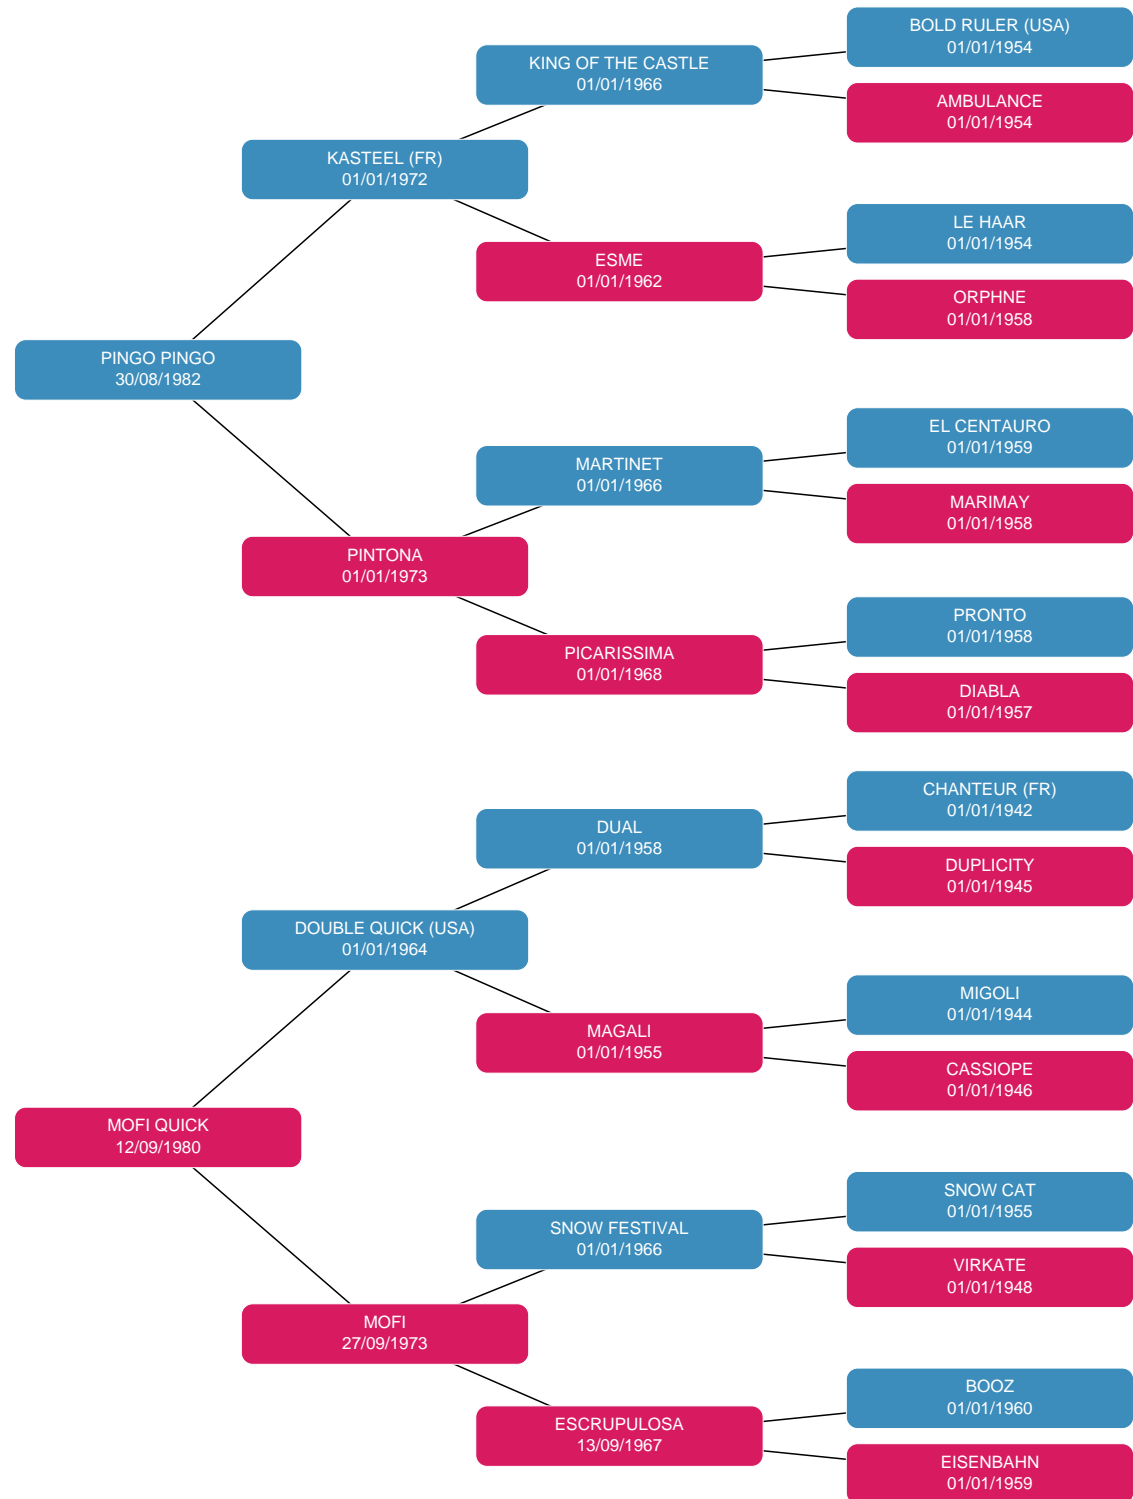 BOLD RULER (USA)
01/01/1954
KING OF THE CASTLE
01/01/1966
AMBULANCE
01/01/1954
KASTEEL (FR)
01/01/1972
LE HAAR
01/01/1954
ESME
01/01/1962
ORPHNE
01/01/1958
PINGO PINGO
30/08/1982
EL CENTAURO
01/01/1959
MARTINET
01/01/1966
MARIMAY
01/01/1958
PINTONA
01/01/1973
PRONTO
01/01/1958
PICARISSIMA
01/01/1968
DIABLA
01/01/1957
CHANTEUR (FR)
01/01/1942
DUAL
01/01/1958
DUPLICITY
01/01/1945
DOUBLE QUICK (USA)
01/01/1964
MIGOLI
01/01/1944
MAGALI
01/01/1955
CASSIOPE
01/01/1946
MOFI QUICK
12/09/1980
SNOW CAT
01/01/1955
SNOW FESTIVAL
01/01/1966
VIRKATE
01/01/1948
MOFI
27/09/1973
BOOZ
01/01/1960
ESCRUPULOSA
13/09/1967
EISENBAHN
01/01/1959